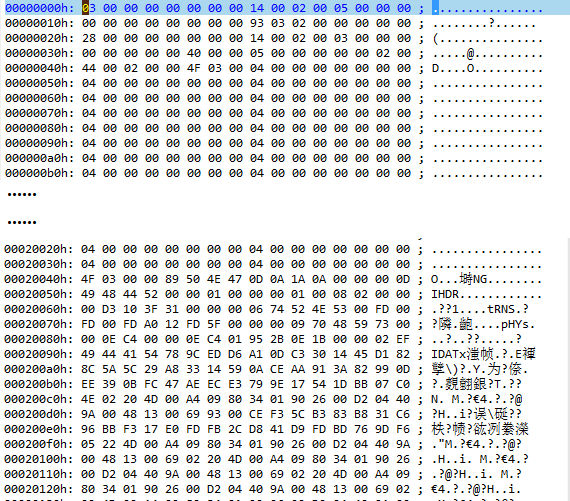 00000000h: 03 00 00 00 00 00 00 00 14 00 02 00 05 00 00 00 ; ................
00000010h: 00 00 00 00 00 00 00 00 93 03 02 00 00 00 00 00 ; ........?......
00000020h: 28 00 00 00 00 00 00 00 14 00 02 00 03 00 00 00 ; (...............
00000030h: 00 00 00 00 40 00 00 05 00 00 00 00 00 00 02 00 ; ....@...........
00000040h: 44 00 02 00 00 4F 03 00 04 00 00 00 00 00 00 00 ; D....O..........
00000050h: 04 00 00 00 00 00 00 00 04 00 00 00 00 00 00 00 ; ................
00000060h: 04 00 00 00 00 00 00 00 04 00 00 00 00 00 00 00 ; ................
00000070h: 04 00 00 00 00 00 00 00 04 00 00 00 00 00 00 00 ; ................
00000080h: 04 00 00 00 00 00 00 00 04 00 00 00 00 00 00 00 ; ................
00000090h: 04 00 00 00 00 00 00 00 04 00 00 00 00 00 00 00 ; ................
000000a0h: 04 00 00 00 00 00 00 00 04 00 00 00 00 00 00 00 ; ................
000000b0h: 04 00 00 00 00 00 00 00 04 00 00 00 00 00 00 00 ; ................
......
......
00020020h: 04 00 00 00 00 00 00 00 04 00 00 00 00 00 00 00 ; ................
00020030h: 04 00 00 00 00 00 00 00 04 00 00 00 00 00 00 00 ; ................
00020040h: 4F 03 00 00 89 50 4E 47 0D 0A 1A 0A 00 00 00 0D ; O...塒NG........
00020050h: 49 48 44 52 00 00 01 00 00 00 01 00 08 02 00 00 ; IHDR............
00020060h: 00 D3 10 3F 31 00 00 00 06 74 52 4E 53 00 FD 00 ; .??1....tRNS.?
00020070h: FD 00 FD A0 12 FD 5F 00 00 00 09 70 48 59 73 00 ; ....pHYs.
00020080h: 00 0E C4 00 00 0E C4 01 95 2B 0E 1B 00 00 02 EF ; ..?..??.....?
00020090h: 49 44 41 54 78 9C ED D6 A1 0D C3 30 14 45 D1 82 ; IDATx
000200a0h: 8C 5A 5C 29 A8 33 14 59 0A CE AA 91 3A 82 99 0D ; \)?.Y.为?
000200b0h: EE 39 0B FC 47 AE EC E3 79 9E 17 54 1D BB 07 C0 ; ?. T.??
000200c0h: 4E 02 20 4D 00 A4 09 80 34 01 90 26 00 D2 04 40 ; N. M.?€4.?.?@
000200d0h: 9A 00 48 13 00 69 93 00 CE F3 5C B3 83 B8 31 C6 ; ?H..i?误\
000200e0h: 96 BB F3 17 E0 FD FB 2C D8 41 D9 FD BD 76 9D F6 ;
000200f0h: 05 22 4D 00 A4 09 80 34 01 90 26 00 D2 04 40 9A ; ."M.?€4.?.?@?
00020100h: 00 48 13 00 69 02 20 4D 00 A4 09 80 34 01 90 26 ; .H..i. M.?€4.?
00020110h: 00 D2 04 40 9A 00 48 13 00 69 02 20 4D 00 A4 09 ; .?@?H..i. M.?
00020120h: 80 34 01 90 26 00 D2 04 40 9A 00 48 13 00 69 02 ; €4.?.?@?H..i.